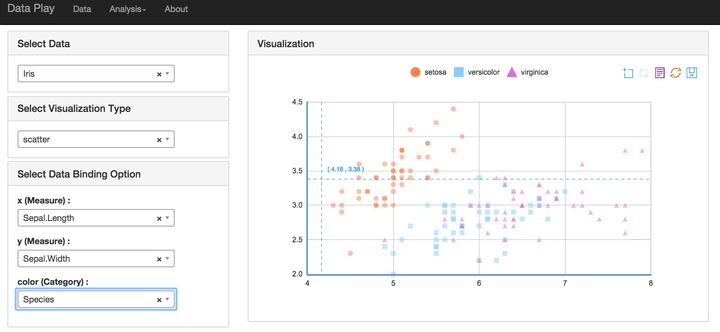 Data Play Data Analysis About
Select Data
Iris
Select Visualization Type
scatter
Select Data Binding Option
x (Measure) :
Sepal.Length
y (Measure) :
Sepal.Width
color (Category) :
Species
Visualization
setosa versicolor virginica
4.5
4.0
3.5
3.0
2.5
2.0
(4.16 , 3.38)
4 5 6 7 8